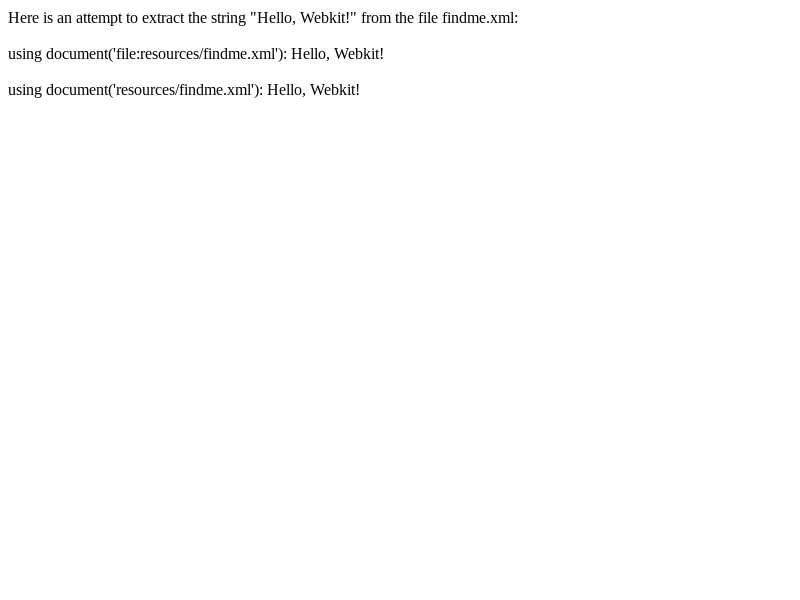 Here is an attempt to extract the string "Hello, Webkit!" from the file findme.xml:
using document('file:resources/findme.xml'): Hello, Webkit!
using document('resources/findme.xml'): Hello, Webkit!